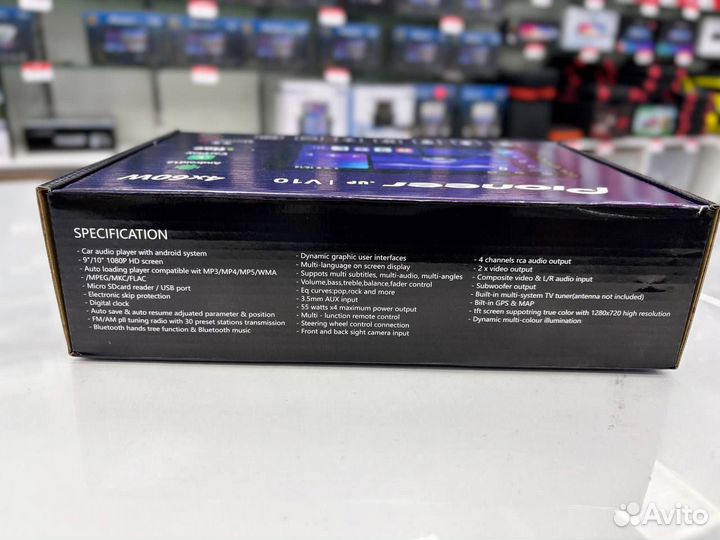 Pioneer .UP | V10
4x60W
SPECIFICATION
- Car audio player with android system
- 9"/10" 1080P HD screen
- Auto loading player compatible wit MP3/MP4/MP5/WMA
- /MPEG/MKC/FLAC
- Micro SDcard reader / USB port
- Electronic skip protection
- Digital clock
- Auto save & auto resume adjusted parameter & position
- FM/AM pll tuning radio with 30 preset stations transmission
- Bluetooth hands tree function & Bluetooth music
- Dynamic graphic user interfaces
- Multi-language on screen display
- Supports multi subtitles, multi-audio, multi-angles
- Volume,bass,treble,balance,fader control
- Eq curves:pop,rock and more
- 3.5mm AUX input
- 55 watts x4 maximum power output
- Multi - lunction remote control
- Steering wheel control connection
- Front and back sight camera input
- 4 channels rca audio output
- 2 x video output
- Composite video & L/R audio input
- Subwoofer output
- Built-in multi-system TV tuner(antenna not included)
- Bilt-in GPS & MAP
- tft screen suppotring true color with 1280x720 high resolution
- Dynamic multi-colour illumination
Avito